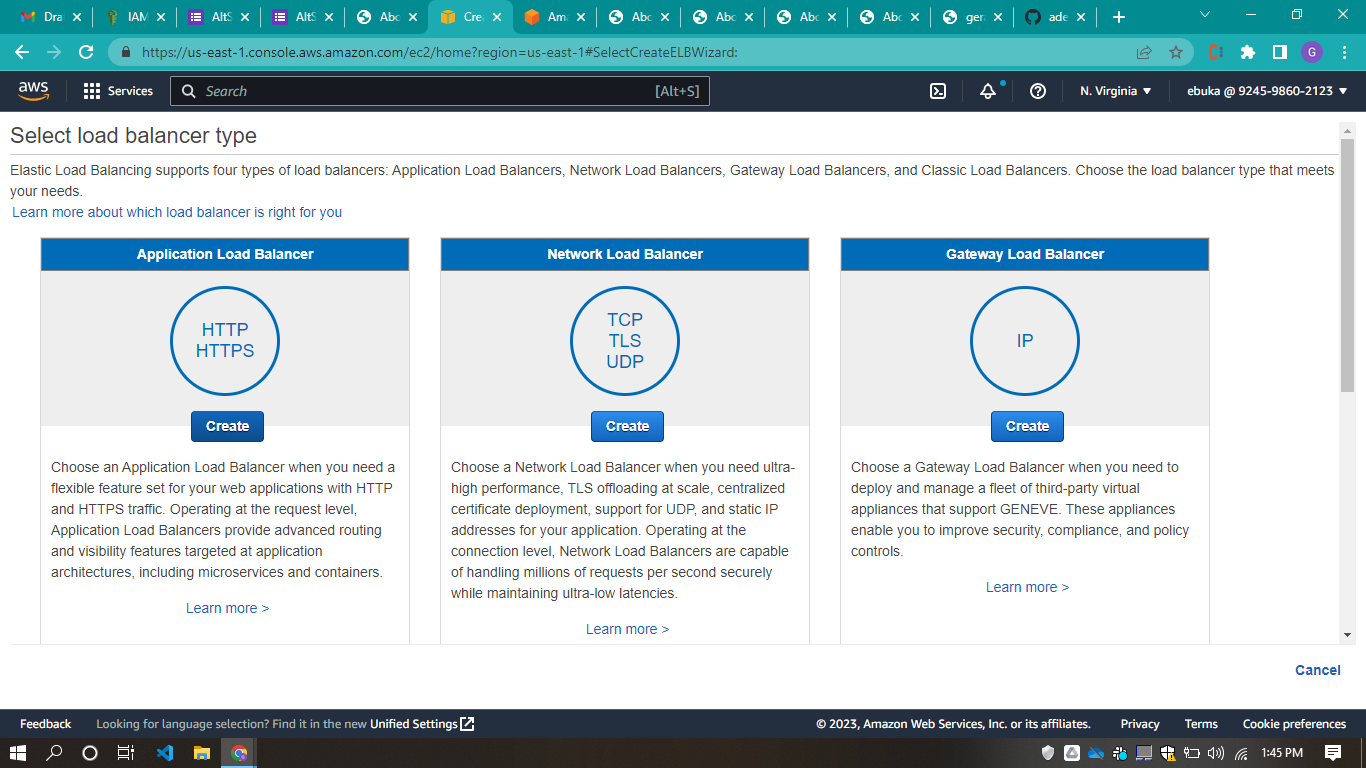 Dra
IAM
AltS
AltS
Abo
Cre
Ama
Abo
Abo
Abo
Abo
gera
ade
https://us-east-1.console.aws.amazon.com/ec2/home?region=us-east-1#SelectCreateELBWizard:
G
aws
Services
Search
[Alt+S]
N. Virginia
ebuka @ 9245-9860-2123
Select load balancer type
Elastic Load Balancing supports four types of load balancers: Application Load Balancers, Network Load Balancers, Gateway Load Balancers, and Classic Load Balancers. Choose the load balancer type that meets
your needs.
Learn more about which load balancer is right for you
Application Load Balancer
HTTP
HTTPS
Create
Choose an Application Load Balancer when you need a
flexible feature set for your web applications with HTTP
and HTTPS traffic. Operating at the request level,
Application Load Balancers provide advanced routing
and visibility features targeted at application
architectures, including microservices and containers.
Learn more >
Network Load Balancer
TCP
TLS
UDP
Create
Choose a Network Load Balancer when you need ultra-
high performance, TLS offloading at scale, centralized
certificate deployment, support for UDP, and static IP
addresses for your application. Operating at the
connection level, Network Load Balancers are capable
of handling millions of requests per second securely
while maintaining ultra-low latencies.
Learn more >
Gateway Load Balancer
IP
Create
Choose a Gateway Load Balancer when you need to
deploy and manage a fleet of third-party virtual
appliances that support GENEVE. These appliances
enable you to improve security, compliance, and policy
controls.
Learn more >
Cancel
Feedback
Looking for language selection? Find it in the new Unified Settings
© 2023, Amazon Web Services, Inc. or its affiliates.
Privacy
Terms
Cookie preferences
1:45 PM